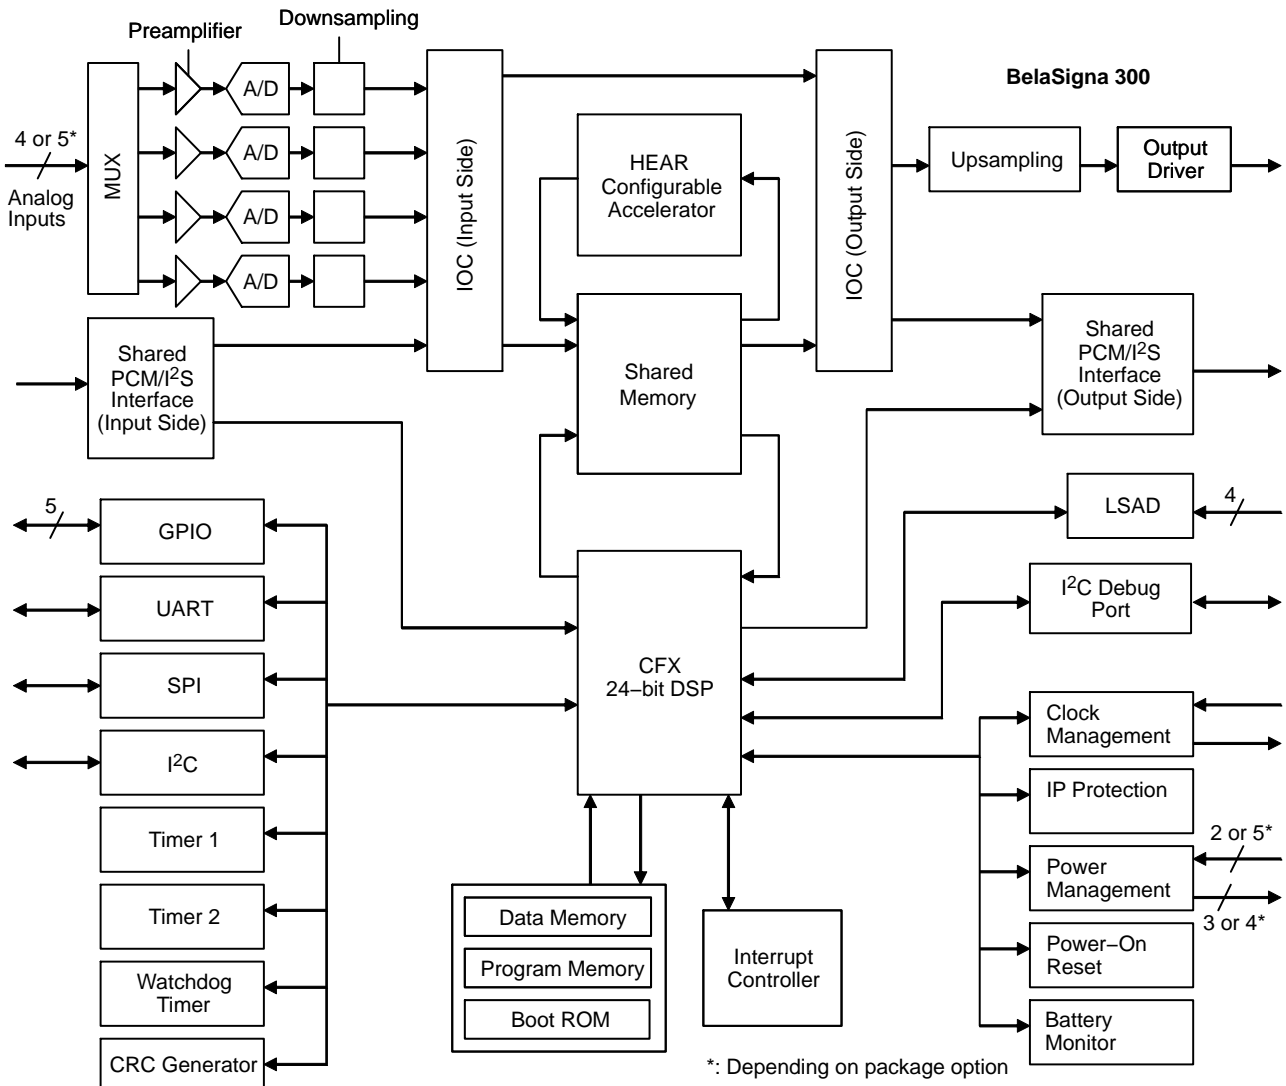 Preamplifier
Downsampling
BelaSigna 300
4 or 5*
Analog
Inputs
MUX
A/D
A/D
A/D
A/D
IOC (Input Side)
HEAR
Configurable
Accelerator
IOC (Output Side)
Upsampling
Output
Driver
Shared
PCM/I²S
Interface
(Input Side)
Shared
Memory
Shared
PCM/I²S
Interface
(Output Side)
5
GPIO
UART
SPI
I²C
Timer 1
Timer 2
Watchdog
Timer
CRC Generator
CFX
24−bit DSP
Data Memory
Program Memory
Boot ROM
Interrupt
Controller
LSAD
4
I²C Debug
Port
Clock
Management
IP Protection
Power
Management
2 or 5*
3 or 4*
Power−On
Reset
Battery
Monitor
*: Depending on package option